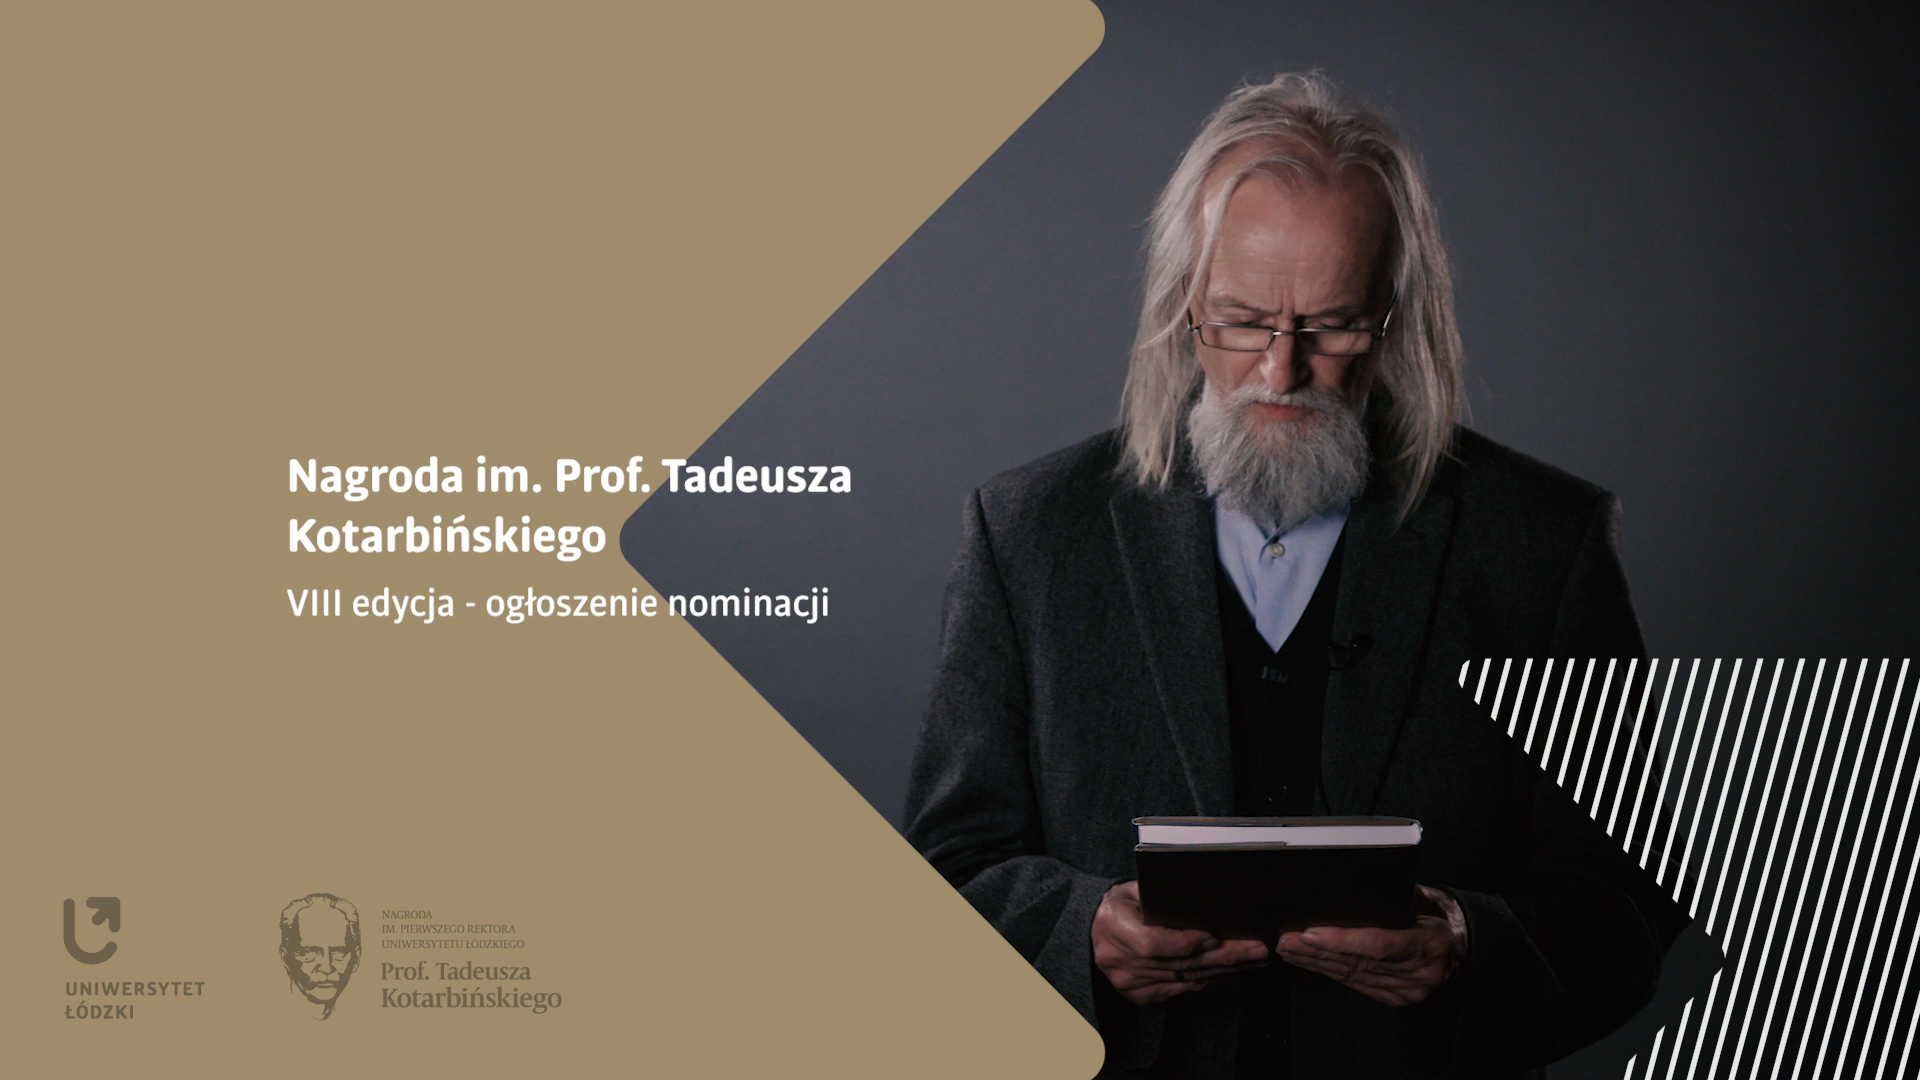 Nagroda im. Prof. Tadeusza
Kotarbińskiego
VIII edycja - ogłoszenie nominacji
UNIWERSYTET
ŁÓDZKI
NAGRODA
IM. PIERWSZEGO REKTORA
UNIWERSYTETU ŁÓDZKIEGO
Prof. Tadeusza
Kotarbińskiego